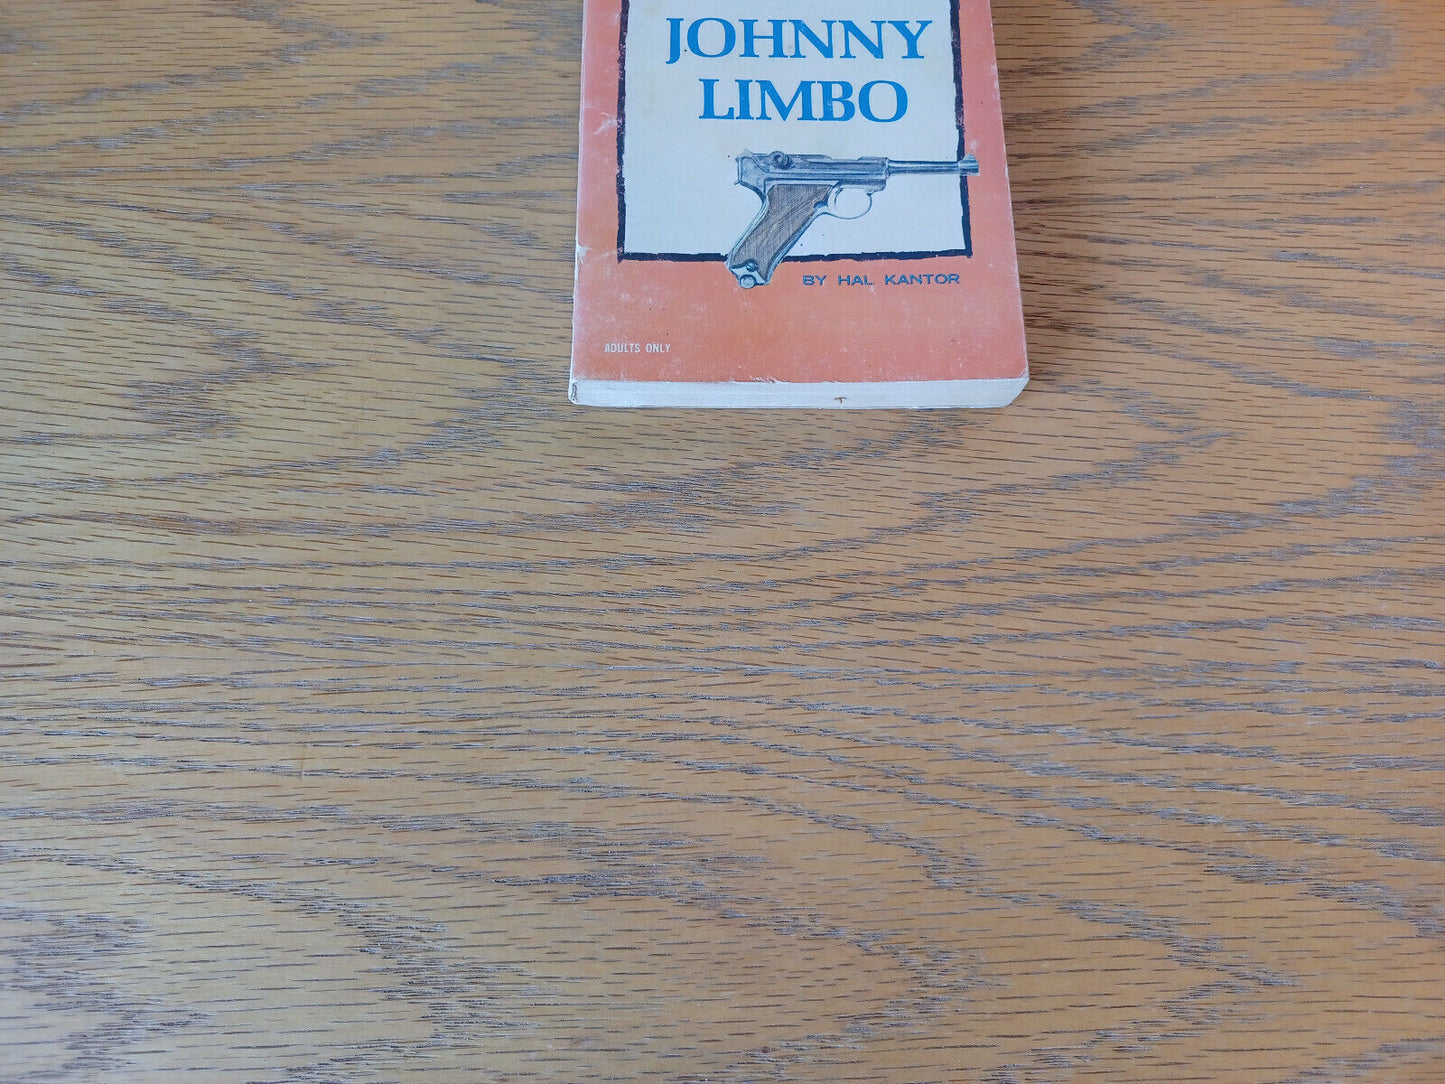 JOHNNY
LIMBO
BY HAL KANTOR
ADULTS ONLY